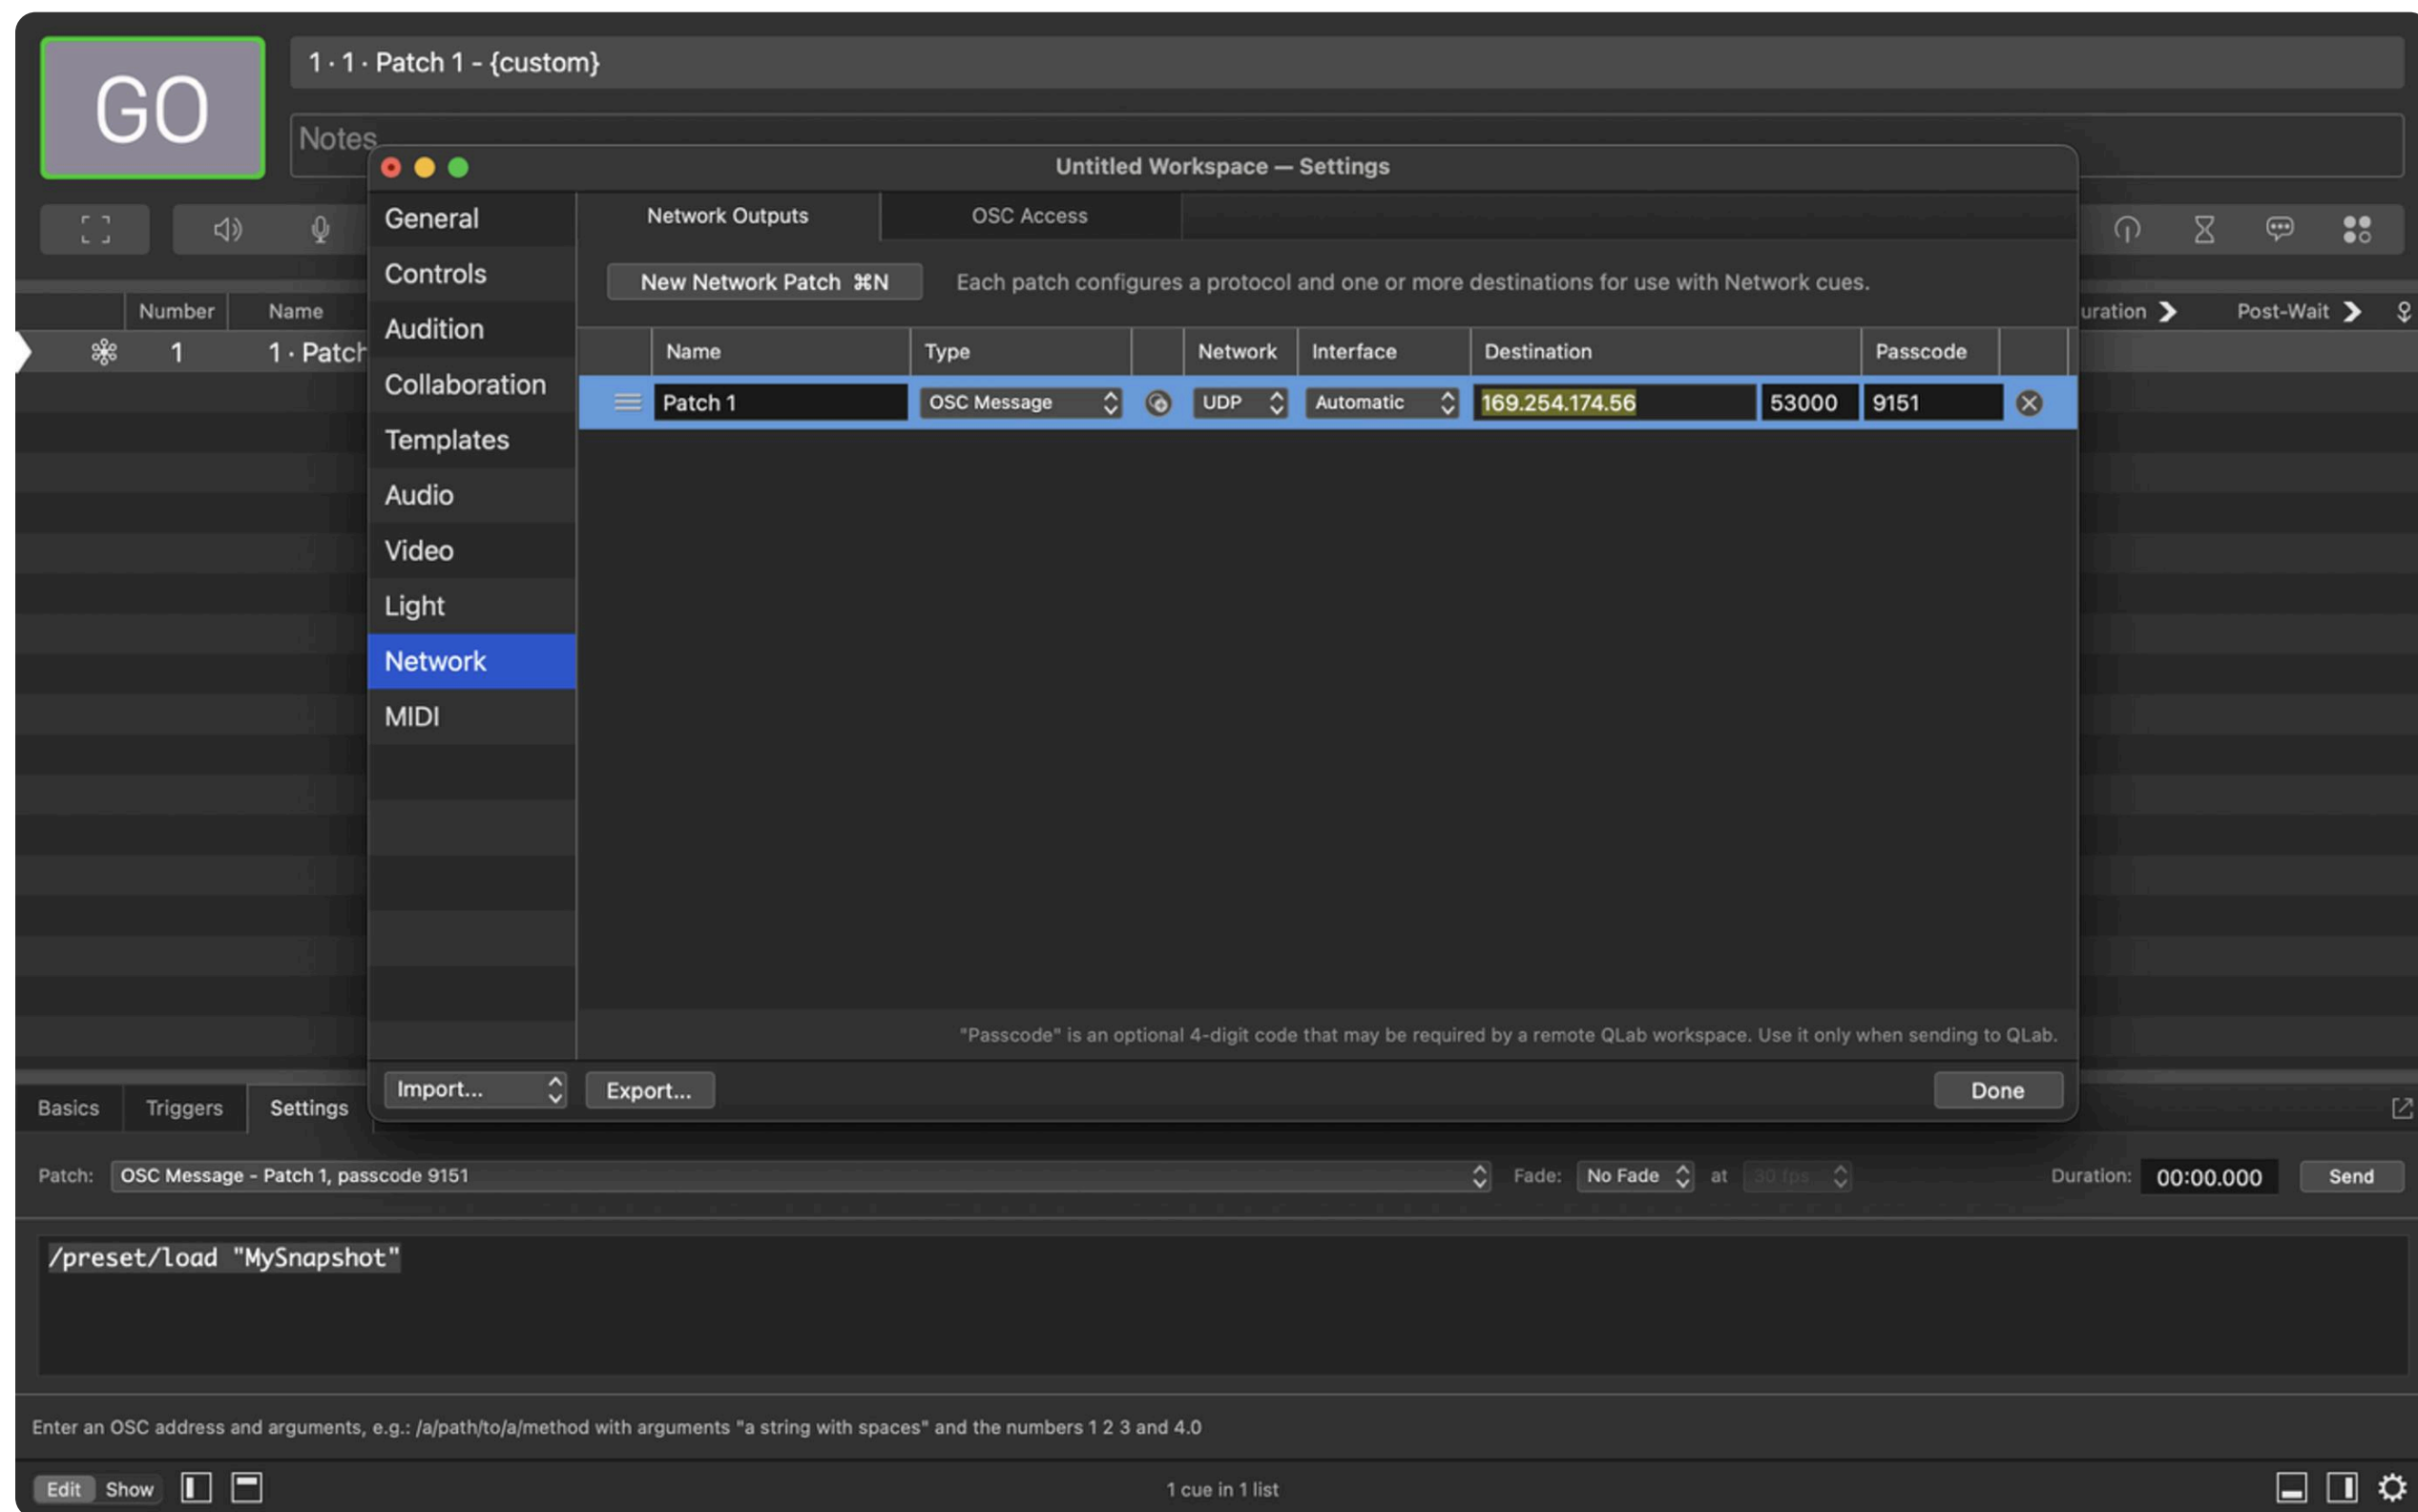 GO
1 · 1 · Patch 1 - {custom}
Notes
Untitled Workspace — Settings
General
Controls
Audition
Collaboration
Templates
Audio
Video
Light
Network
MIDI
Network Outputs
OSC Access
New Network Patch ⌘N
Each patch configures a protocol and one or more destinations for use with Network cues.
Name Type Network Interface Destination Passcode
Patch 1 OSC Message UDP Automatic 169.254.174.56 53000 9151
"Passcode" is an optional 4-digit code that may be required by a remote QLab workspace. Use it only when sending to QLab.
Import... Export... Done
Number Name uration Post-Wait
1 1 · Patch
Basics Triggers Settings
Patch: OSC Message - Patch 1, passcode 9151 Fade: No Fade at 30 fps Duration: 00:00.000 Send
/preset/load "MySnapshot"
Enter an OSC address and arguments, e.g.: /a/path/to/a/method with arguments "a string with spaces" and the numbers 1 2 3 and 4.0
Edit Show 1 cue in 1 list